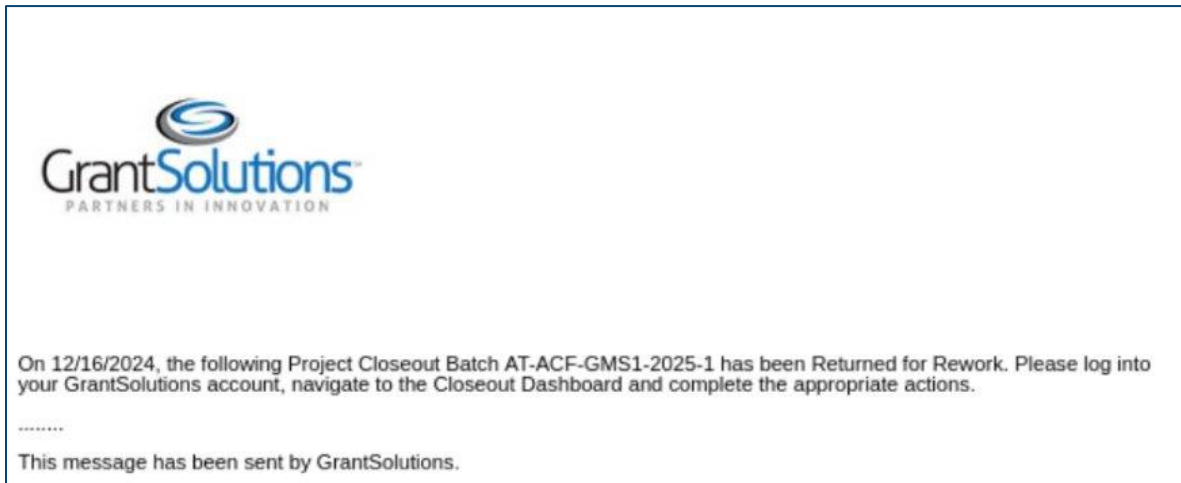 GrantSolutions
PARTNERS IN INNOVATION
On 12/16/2024, the following Project Closeout Batch AT-ACF-GMS1-2025-1 has been Returned for Rework. Please log into
your GrantSolutions account, navigate to the Closeout Dashboard and complete the appropriate actions.
........
This message has been sent by GrantSolutions.